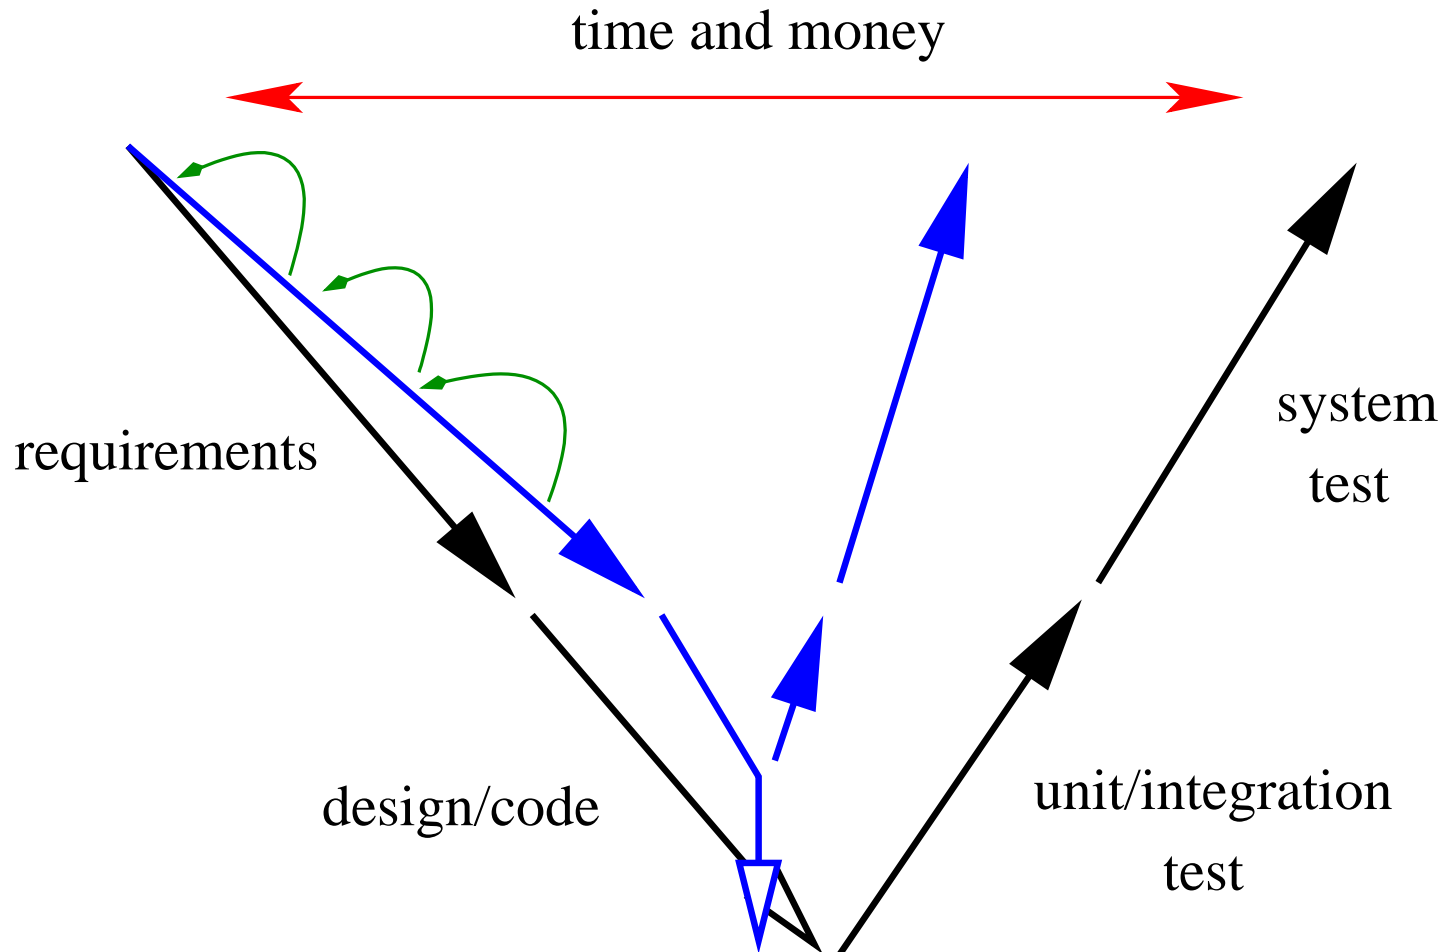 time and money
requirements
system
test
design/code
unit/integration
test